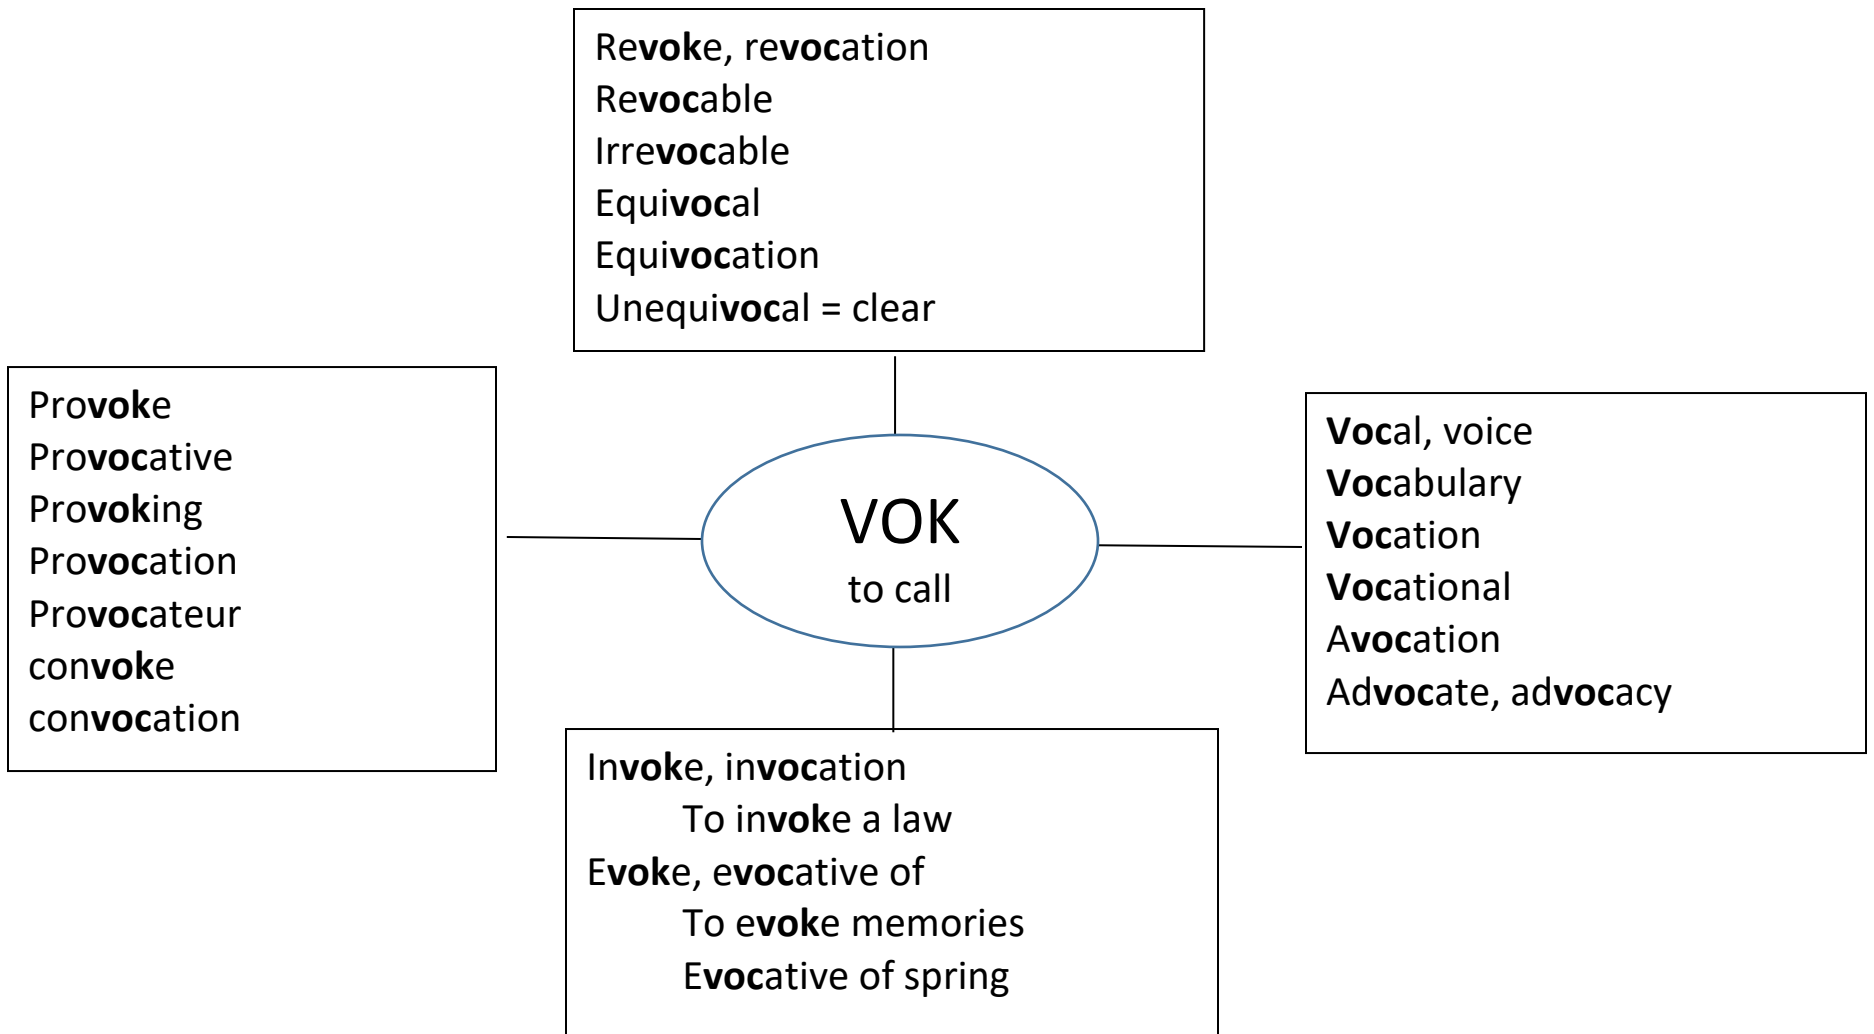 Revoke, revocation
Revocable
Irrevocable
Equivocal
Equivocation
Unequivocal = clear
Provoke
Provocative
Provoking
Provocation
Provocateur
convoke
convocation
VOK
to call
Vocal, voice
Vocabulary
Vocation
Vocational
Avocation
Advocate, advocacy
Invoke, invocation
To invoke a law
Evoke, evocative of
To evoke memories
Evocative of spring